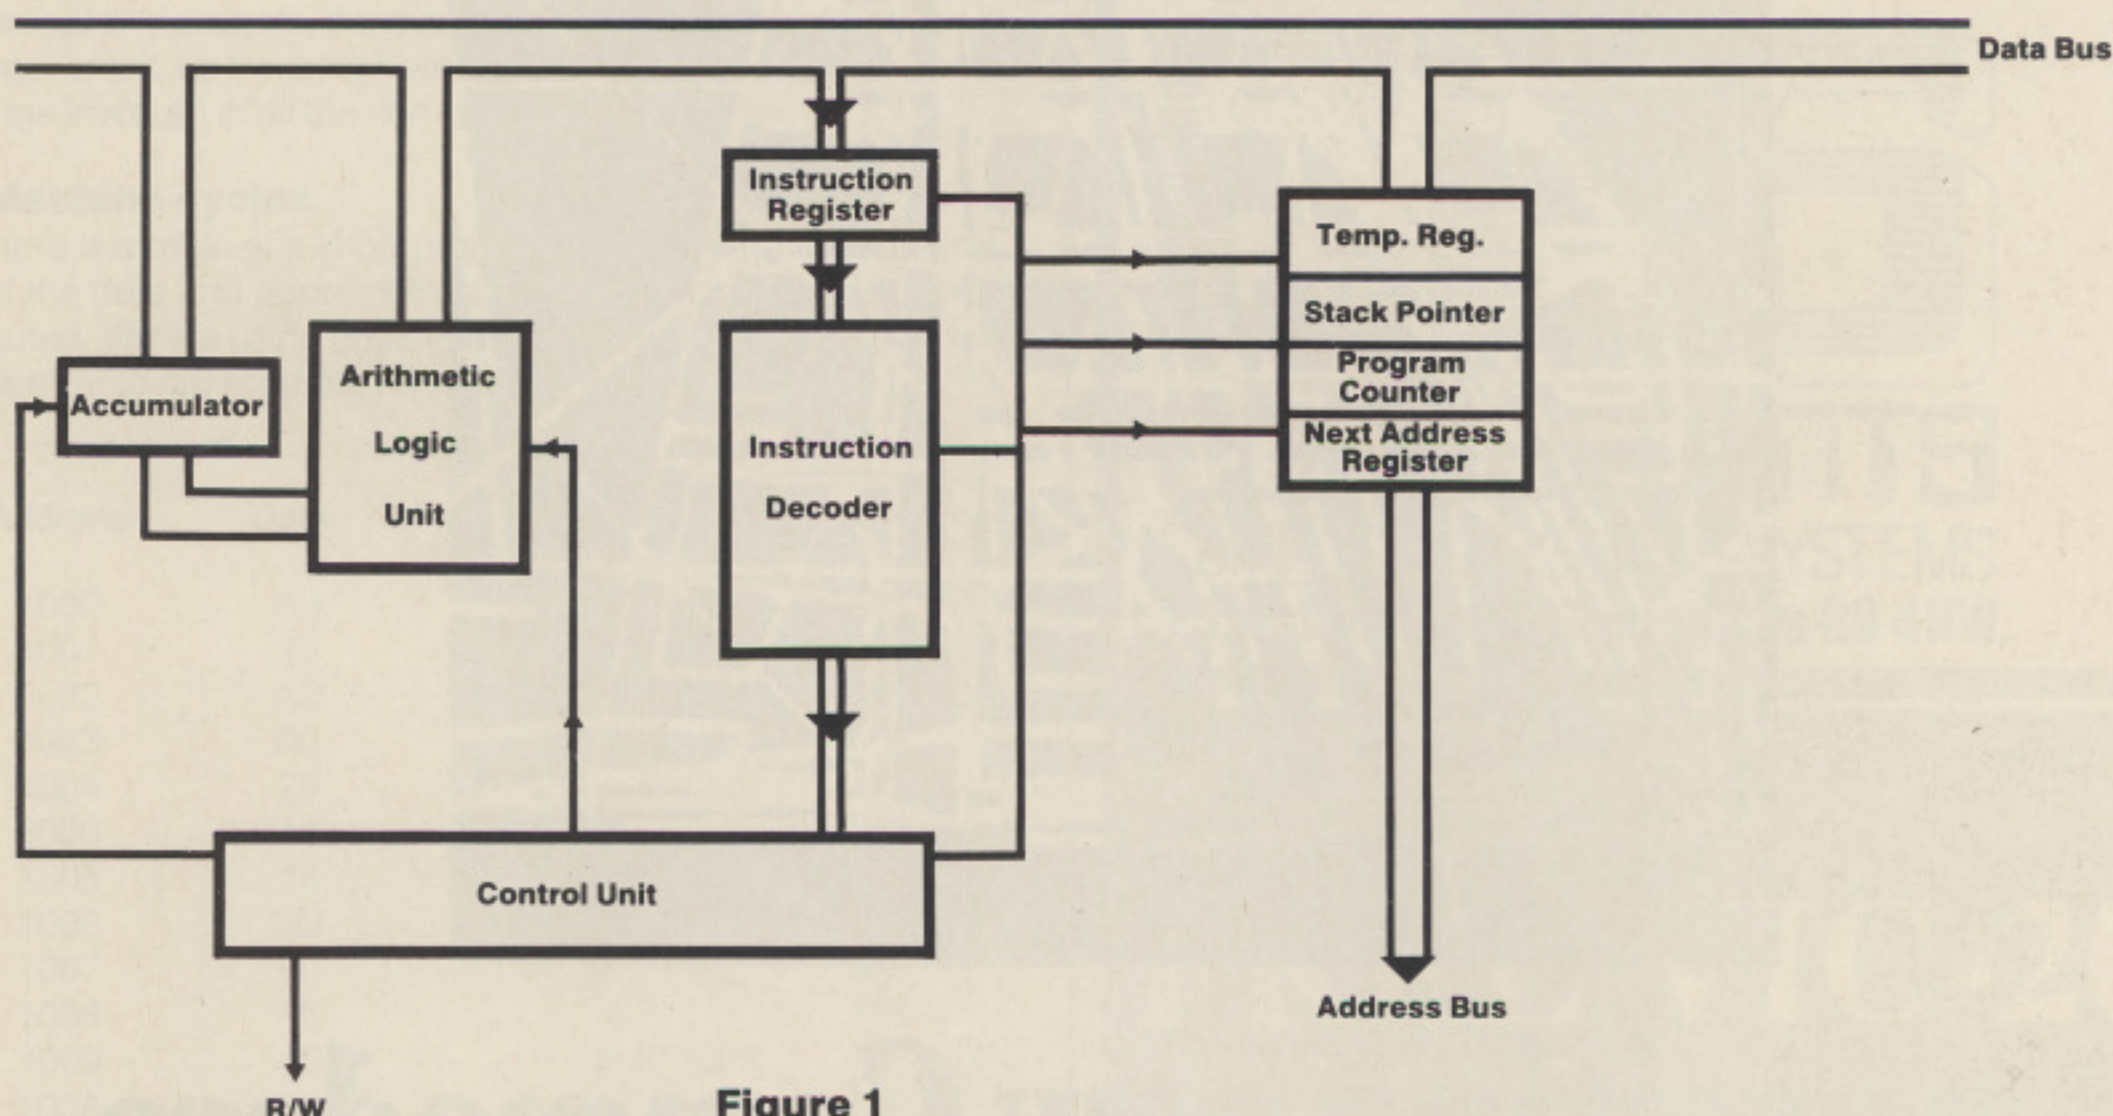 Data Bus
Instruction
Register
Temp. Reg.
Stack Pointer
Program
Counter
Next Address
Register
Accumulator
Arithmetic
Logic
Unit
Instruction
Decoder
Control Unit
Address Bus
R/W
Figure 1